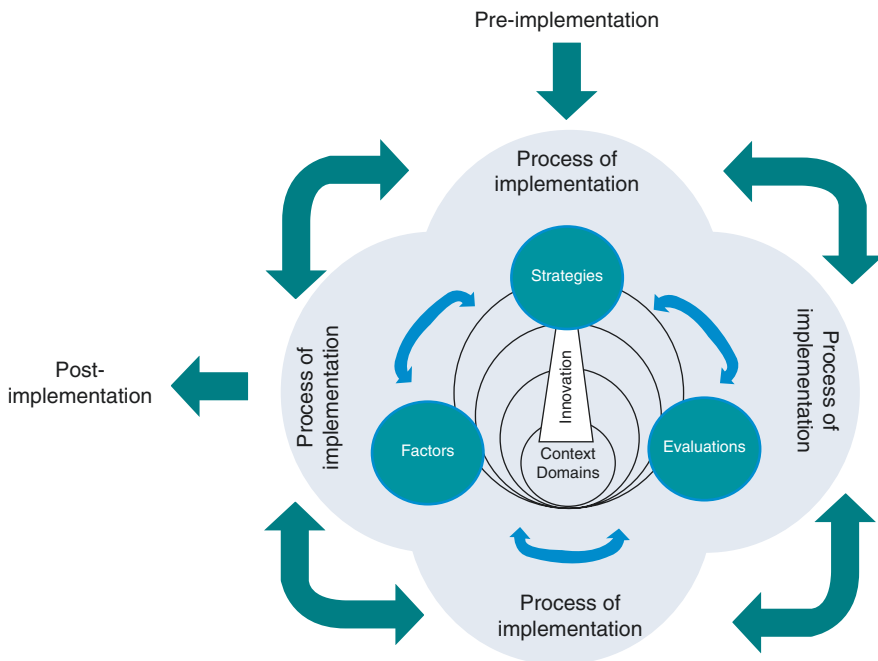 Pre-implementation
Process of
implementation
Strategies
Process of
implementation
Process of
implementation
Post-
implementation
Innovation
Factors
Evaluations
Context
Domains
Process of
implementation